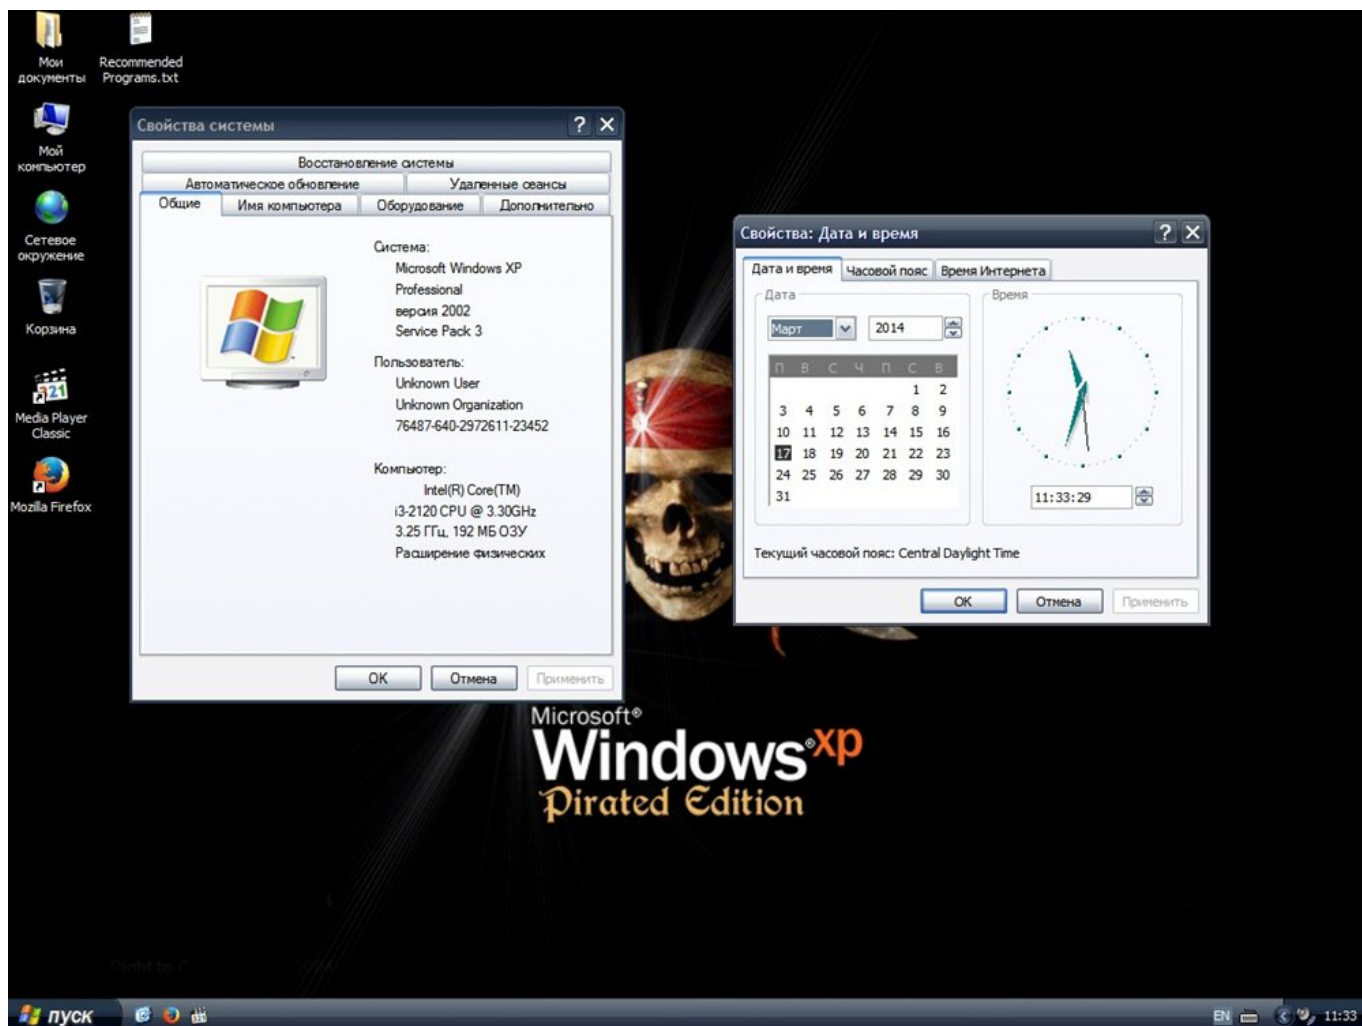 Мои
документы
Recommended
Programs.txt
Мой
компьютер
Сетевое
окружение
Корзина
Media Player
Classic
Mozilla Firefox
Свойства системы
Восстановление системы
Автоматическое обновление
Удаленные сеансы
Общие
Имя компьютера
Оборудование
Дополнительно
Система:
Microsoft Windows XP
Professional
версия 2002
Service Pack 3
Пользователь:
Unknown User
Unknown Organization
76487-640-2972611-23452
Компьютер:
Intel(R) Core(TM)
i3-2120 CPU @ 3.30GHz
3.25 ГГц, 192 МБ ОЗУ
Расширение физических
OK
Отмена
Применить
Свойства: Дата и время
Дата и время
Часовой пояс
Время Интернета
Дата
Март
2014
П В С Ч П С В
1 2
3 4 5 6 7 8 9
10 11 12 13 14 15 16
17 18 19 20 21 22 23
24 25 26 27 28 29 30
31
Время
11:33:29
Текущий часовой пояс: Central Daylight Time
OK
Отмена
Применить
Microsoft®
Windows® xp
Pirated Edition
пуск
EN
11:33